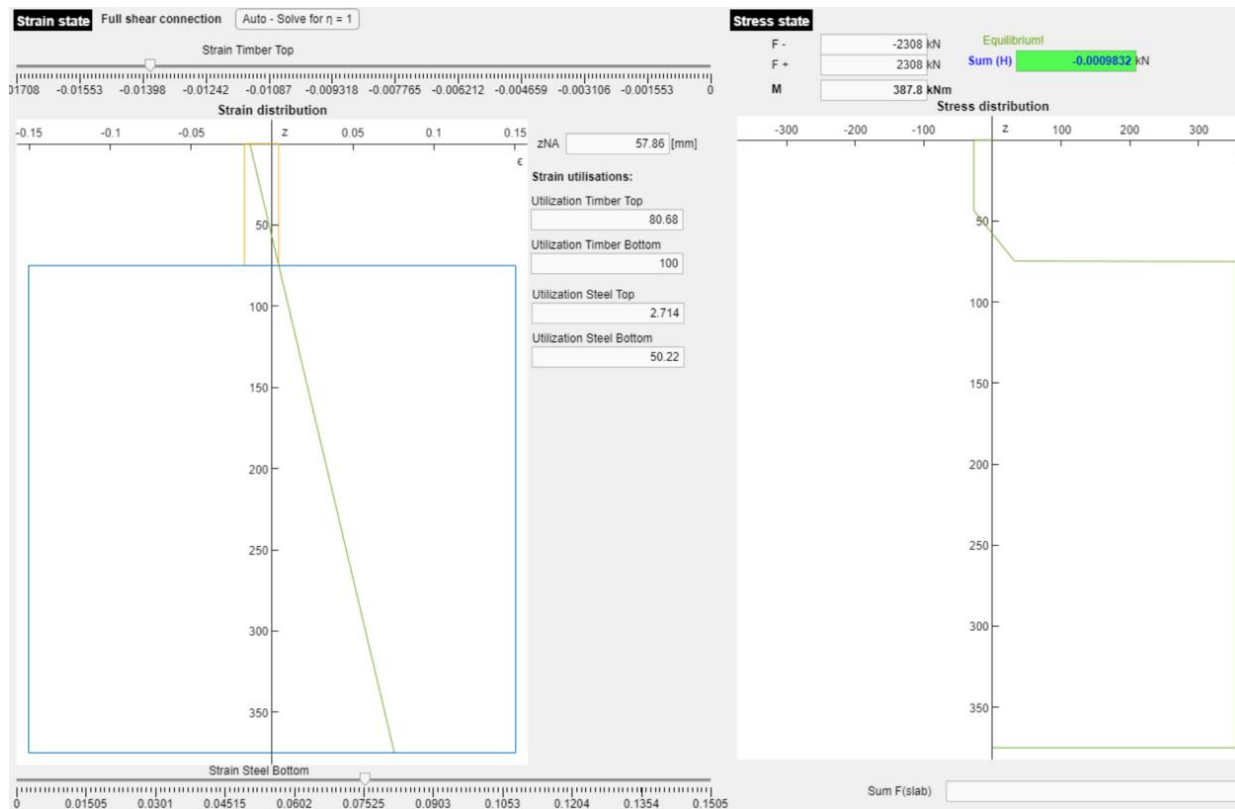 Strain state Full shear connection Auto - Solve for η = 1
Strain Timber Top
01708 -0.01553 -0.01398 -0.01242 -0.01087 -0.009318 -0.007765 -0.006212 -0.004659 -0.003106 -0.001553 0
Strain distribution
-0.15 -0.1 -0.05 z 0.05 0.1 0.15
ε
50
100
150
200
250
300
350
zNA 57.86 [mm]
Strain utilisations:
Utilization Timber Top
80.68
Utilization Timber Bottom
100
Utilization Steel Top
2.714
Utilization Steel Bottom
50.22
Strain Steel Bottom
0 0.01505 0.0301 0.04515 0.0602 0.07525 0.0903 0.1053 0.1204 0.1354 0.1505
Stress state
F - -2308 kN
F + 2308 kN
M 387.8 kNm
Equilibrium!
Sum (H) -0.0009832 kN
Stress distribution
-300 -200 -100 z 100 200 300
50
100
150
200
250
300
350
Sum F(slab)